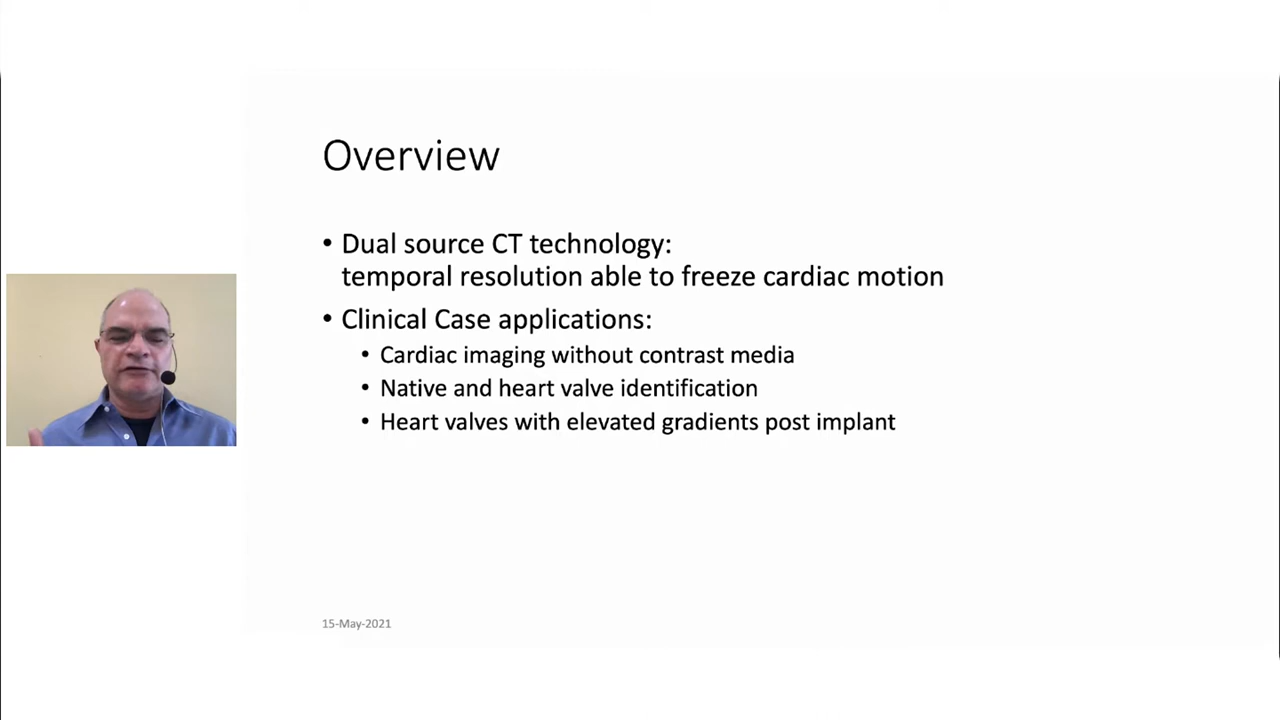 Overview
• Dual source CT technology:
temporal resolution able to freeze cardiac motion
• Clinical Case applications:
• Cardiac imaging without contrast media
• Native and heart valve identification
• Heart valves with elevated gradients post implant
15-May-2021